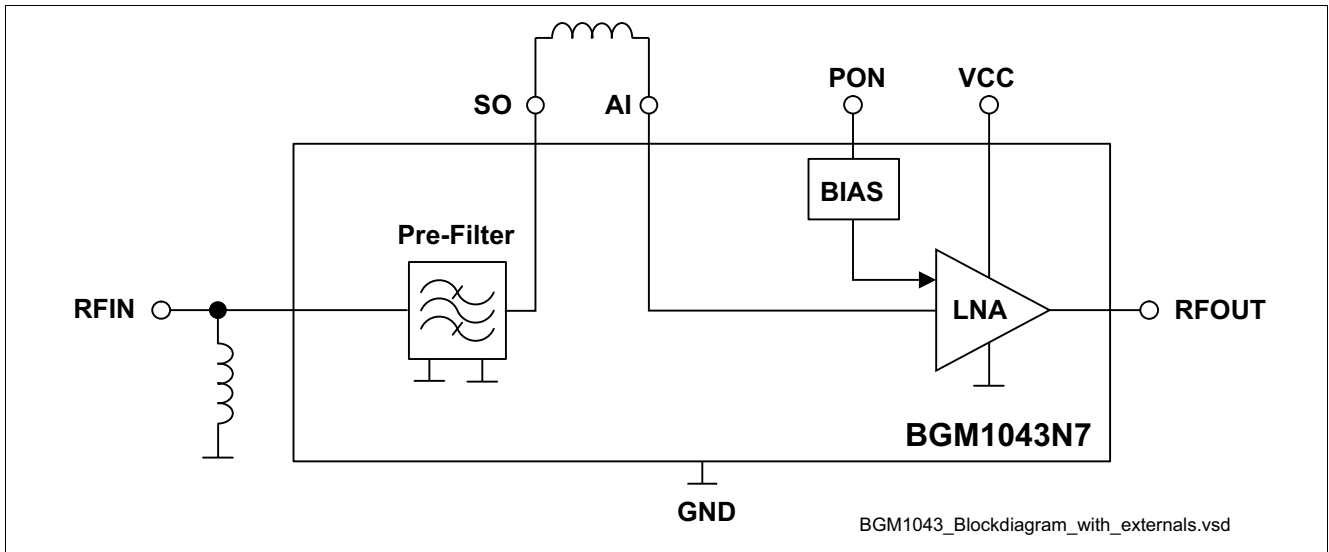 SO
AI
PON
VCC
BIAS
Pre-Filter
RFIN
LNA
RFOUT
BGM1043N7
GND
BGM1043_Blockdiagram_with_externals.vsd